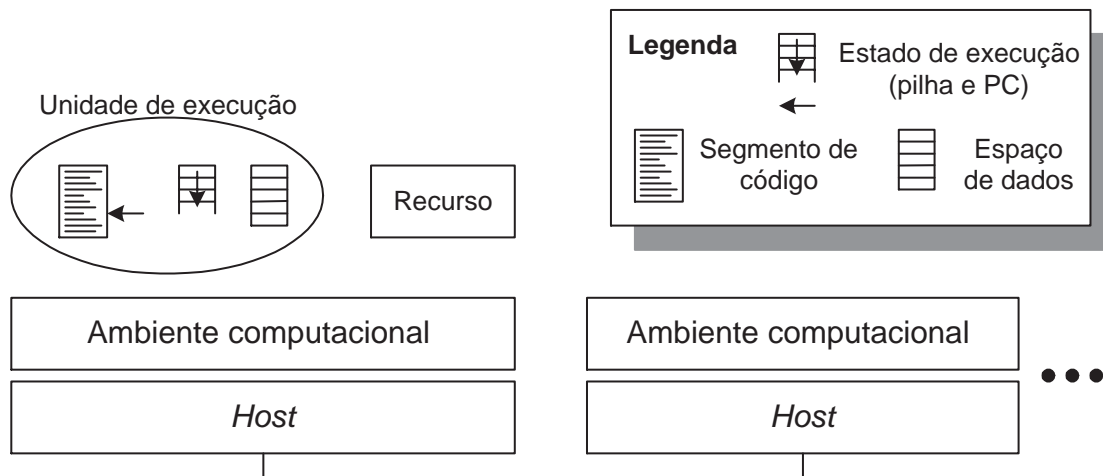 Legenda
Estado de execução
(pilha e PC)
Unidade de execução
Segmento de
código
Espaço
de dados
Recurso
Ambiente computacional
Ambiente computacional
Host
Host